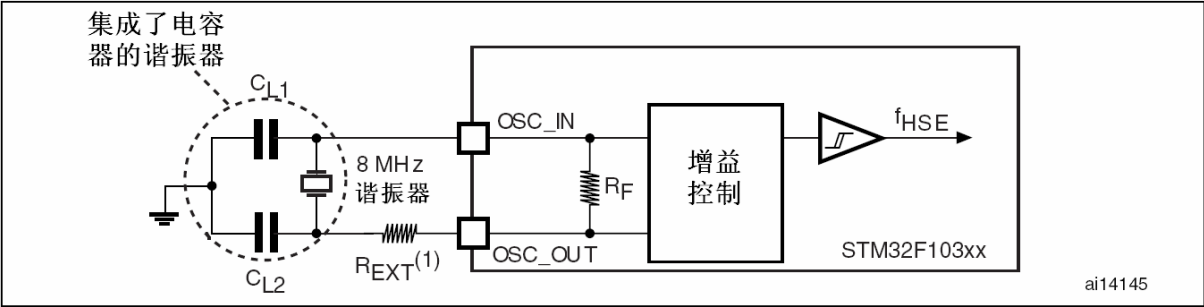 集成了电容
器的谐振器
CL1
OSC_IN
fHSE
8 MHz
谐振器
RF
增益
控制
REXT(1)
OSC_OUT
STM32F103xx
CL2
ai14145